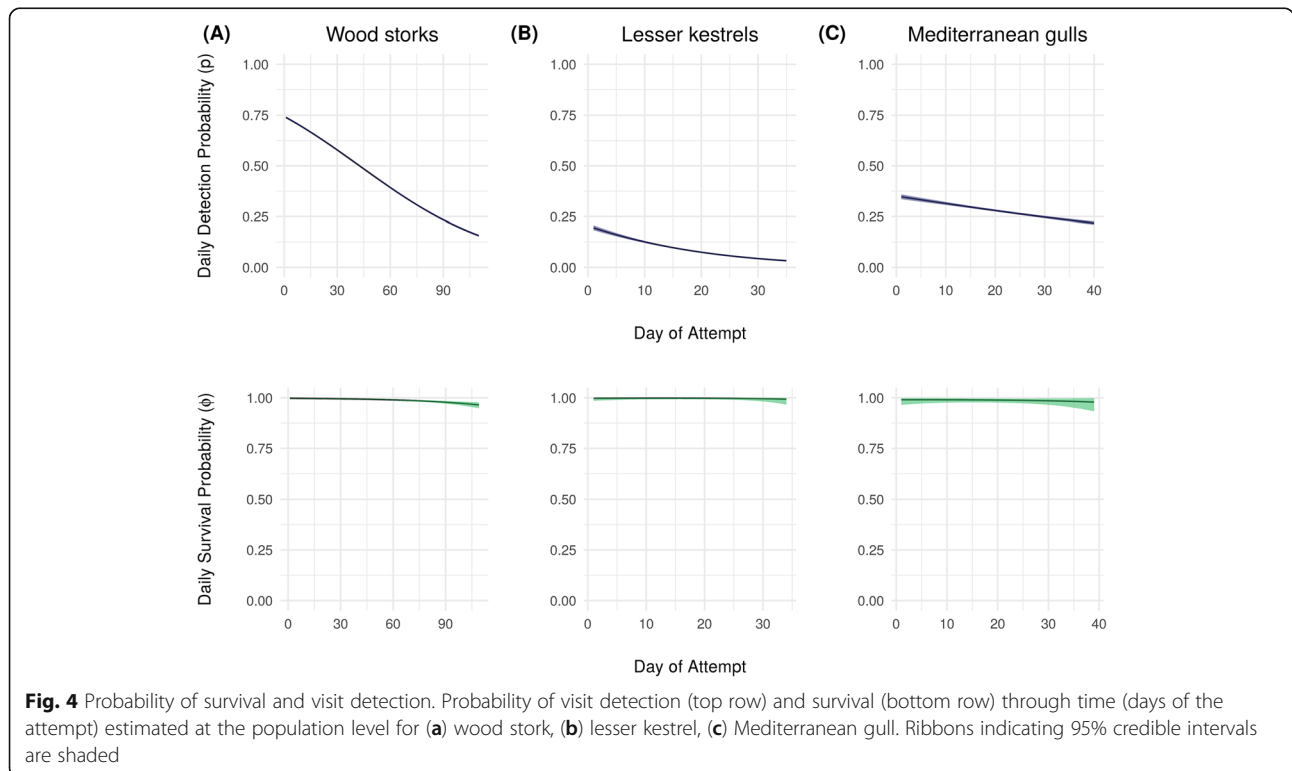 (A) Wood storks (B) Lesser kestrels (C) Mediterranean gulls
Daily Detection Probability (p)
1.00 1.00 1.00
0.75 0.75 0.75
0.50 0.50 0.50
0.25 0.25 0.25
0.00 0.00 0.00
0 30 60 90 0 10 20 30 0 10 20 30 40
Day of Attempt
Daily Survival Probability (ϕ)
1.00 1.00 1.00
0.75 0.75 0.75
0.50 0.50 0.50
0.25 0.25 0.25
0.00 0.00 0.00
0 30 60 90 0 10 20 30 0 10 20 30 40
Day of Attempt
Fig. 4 Probability of survival and visit detection. Probability of visit detection (top row) and survival (bottom row) through time (days of the
attempt) estimated at the population level for (a) wood stork, (b) lesser kestrel, (c) Mediterranean gull. Ribbons indicating 95% credible intervals
are shaded